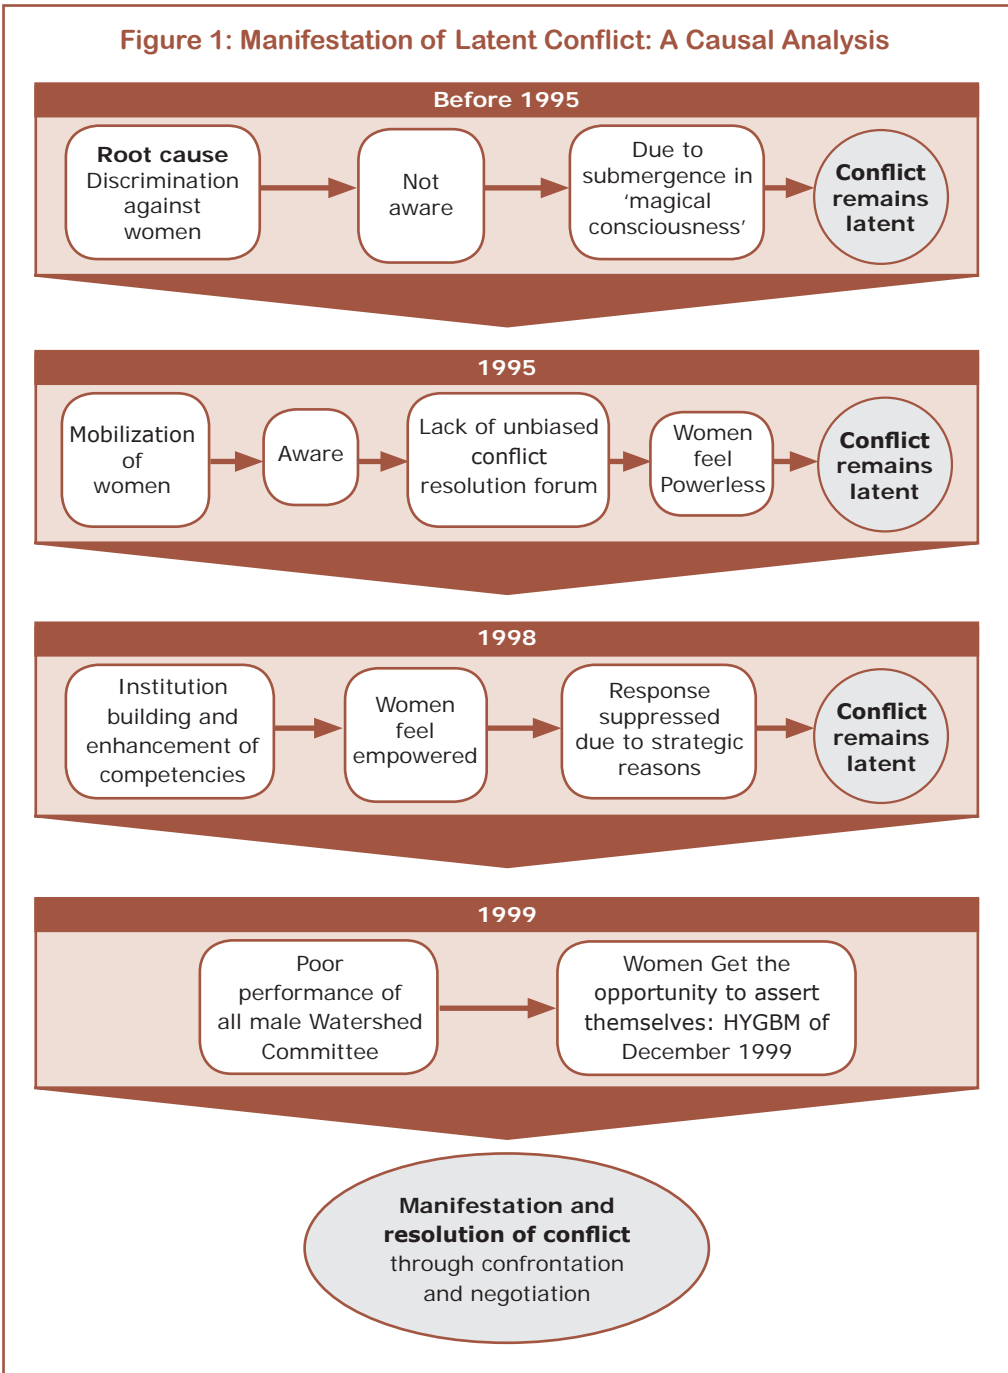 Figure 1: Manifestation of Latent Conflict: A Causal Analysis
Before 1995
Root cause
Discrimination
against
women
Not
aware
Due to
submergence in
‘magical
consciousness’
Conflict
remains
latent
1995
Mobilization
of
women
Aware
Lack of unbiased
conflict
resolution forum
Women
feel
Powerless
Conflict
remains
latent
1998
Institution
building and
enhancement of
competencies
Women
feel
empowered
Response
suppressed
due to strategic
reasons
Conflict
remains
latent
1999
Poor
performance of
all male Watershed
Committee
Women Get the
opportunity to assert
themselves: HYGBM of
December 1999
Manifestation and
resolution of conflict
through confrontation
and negotiation